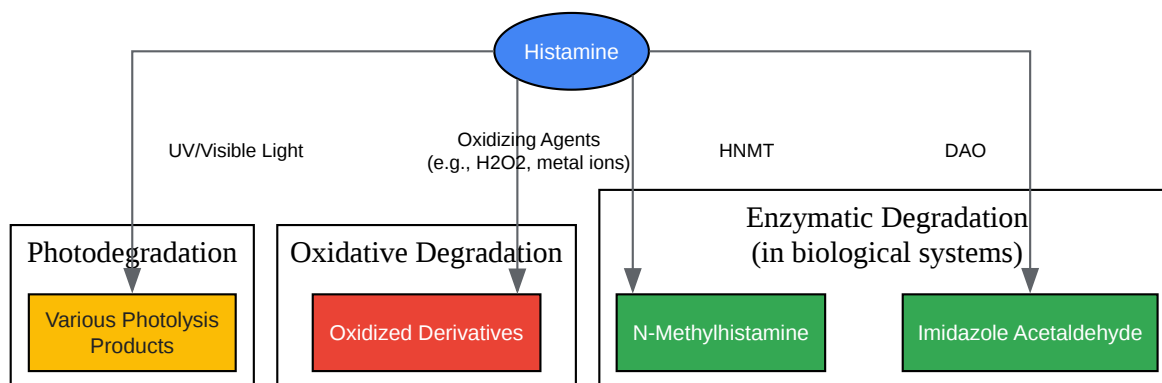 Histamine
UV/Visible Light
Oxidizing Agents
(e.g., H2O2, metal ions)
HNMT
DAO
Photodegradation
Oxidative Degradation
Enzymatic Degradation
(in biological systems)
Various Photolysis
Products
Oxidized Derivatives
N-Methylhistamine
Imidazole Acetaldehyde